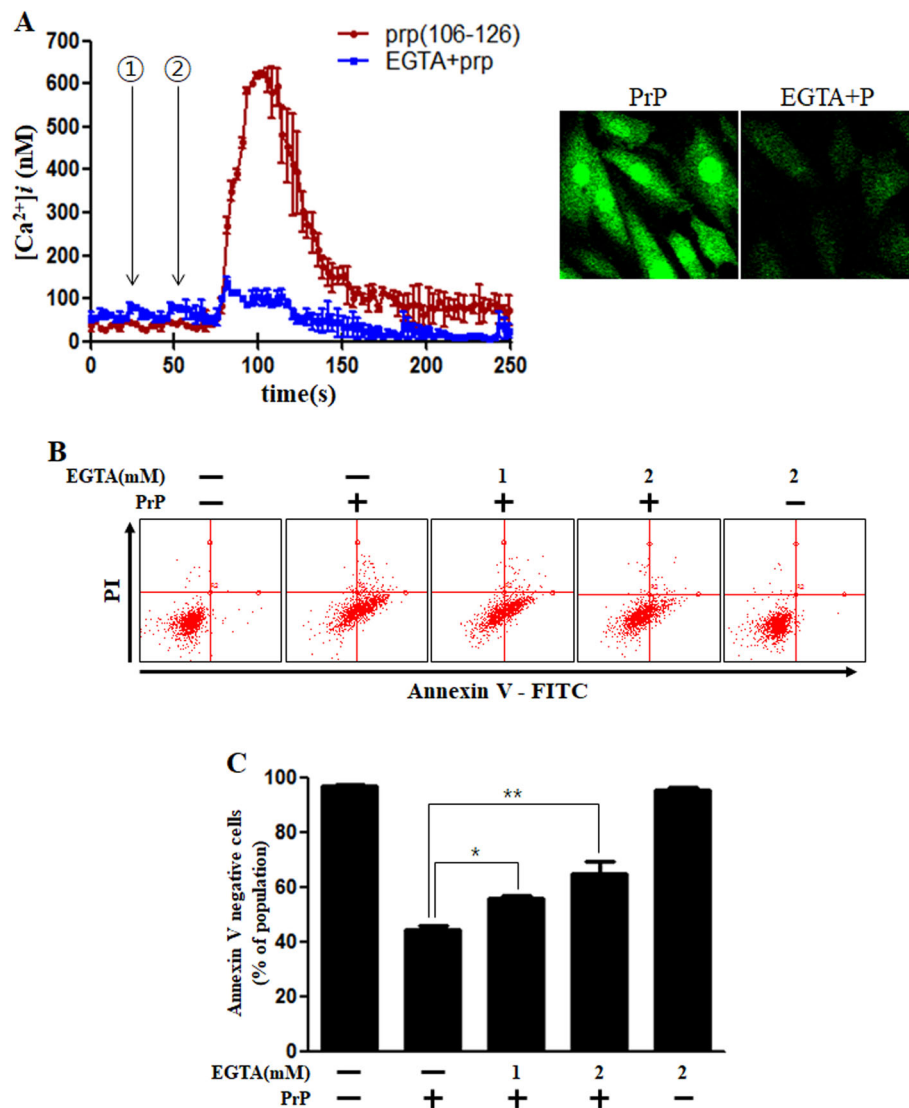 A
prp(106-126)
EGTA+prp
① ②
[Ca²⁺]i (nM)
700
600
500
400
300
200
100
0
0 50 100 150 200 250
time(s)
PrP EGTA+P
B
EGTA(mM) — — 1 2 2
PrP — + + + —
PI
Annexin V - FITC
C
Annexin V negative cells
(% of population)
100
80
60
40
20
0
**
*
EGTA(mM) — — 1 2 2
PrP — + + + —